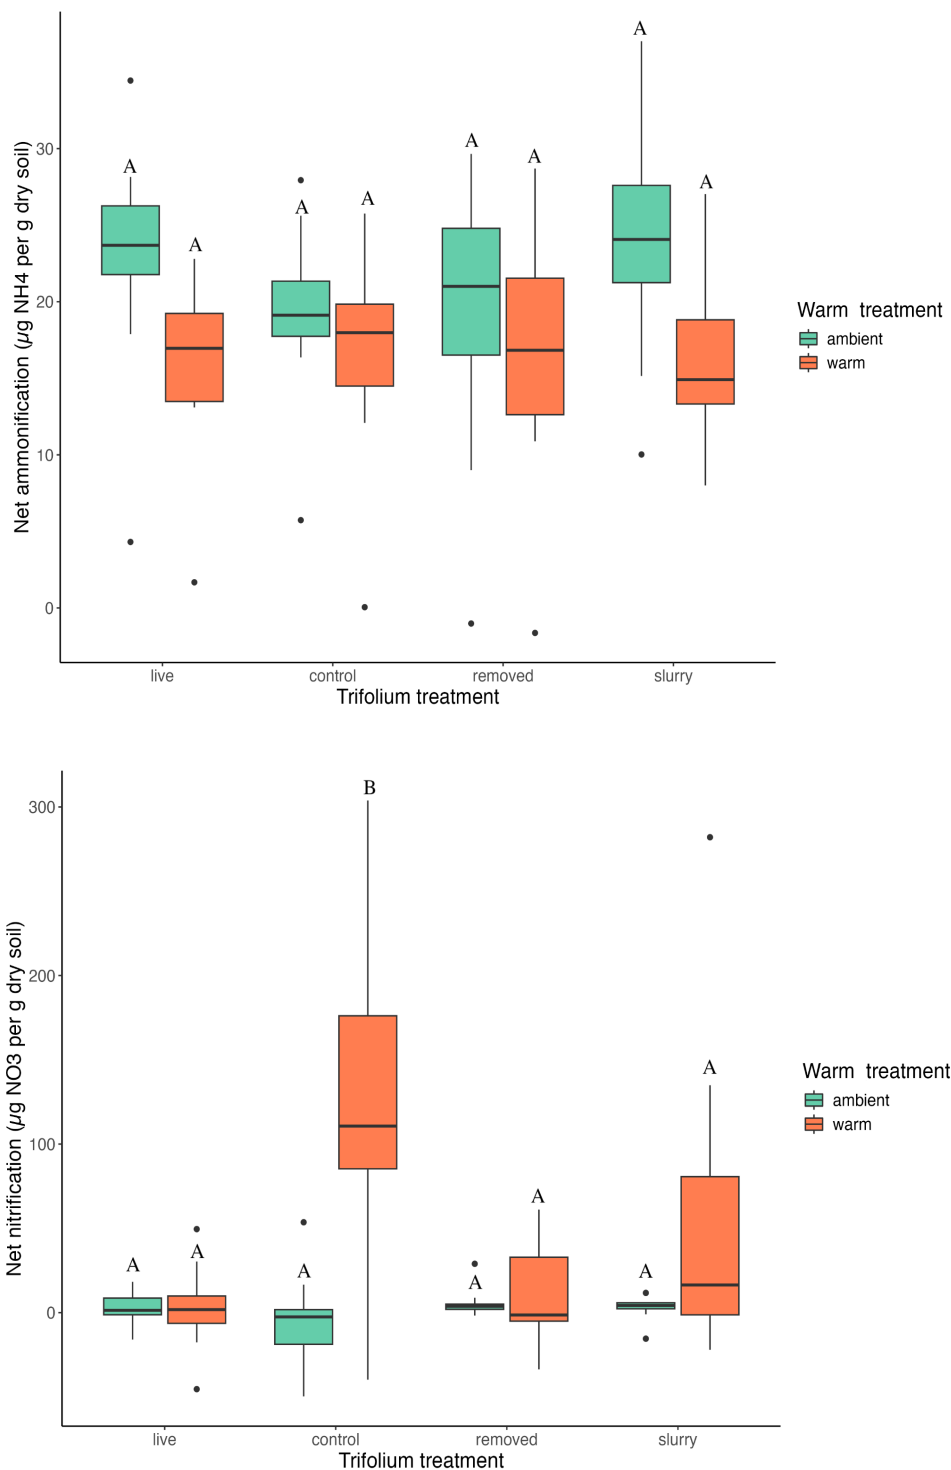 A
A
A
A
A
A
A
A
30
20
10
0
Net ammonification (µg NH4 per g dry soil)
live
control
removed
slurry
Trifolium treatment
Warm treatment
ambient
warm
B
A
A
A
A
A
A
A
300
200
100
0
Net nitrification (µg NO3 per g dry soil)
live
control
removed
slurry
Trifolium treatment
Warm treatment
ambient
warm